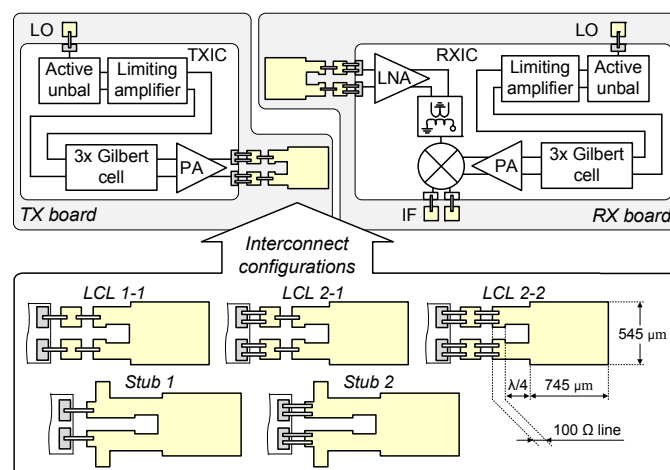 LO
TXIC
Active unbal
Limiting amplifier
3x Gilbert cell
PA
TX board
LO
RXIC
LNA
Limiting amplifier
Active unbal
PA
3x Gilbert cell
IF
RX board
Interconnect
configurations
LCL 1-1
LCL 2-1
LCL 2-2
545 µm
λ/4
745 µm
100 Ω line
Stub 1
Stub 2